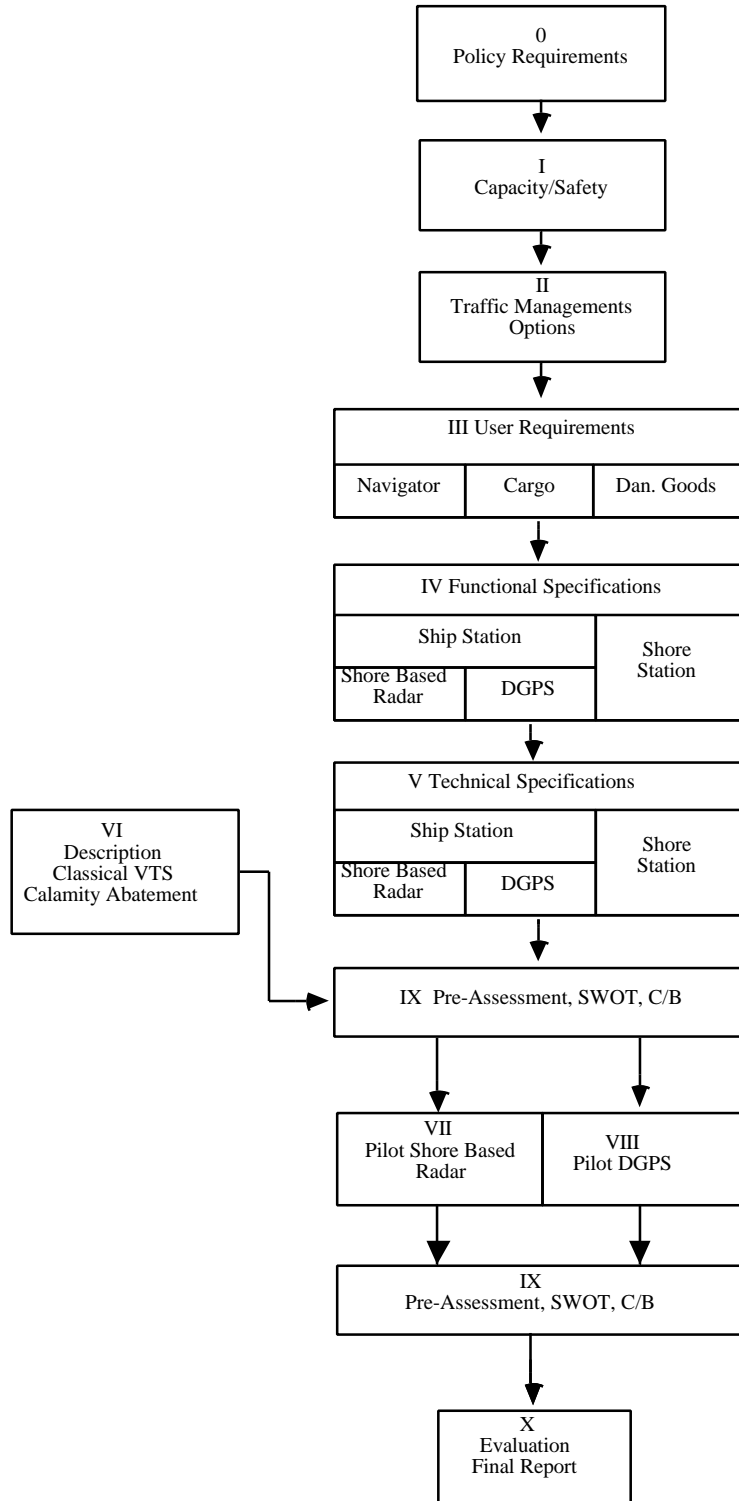 0
Policy Requirements
I
Capacity/Safety
II
Traffic Managements
Options
III User Requirements
Navigator
Cargo
Dan. Goods
IV Functional Specifications
Ship Station
Shore
Station
Shore Based
Radar
DGPS
V Technical Specifications
Ship Station
Shore
Station
Shore Based
Radar
DGPS
VI
Description
Classical VTS
Calamity Abatement
IX Pre-Assessment, SWOT, C/B
VII
Pilot Shore Based
Radar
VIII
Pilot DGPS
IX
Pre-Assessment, SWOT, C/B
X
Evaluation
Final Report